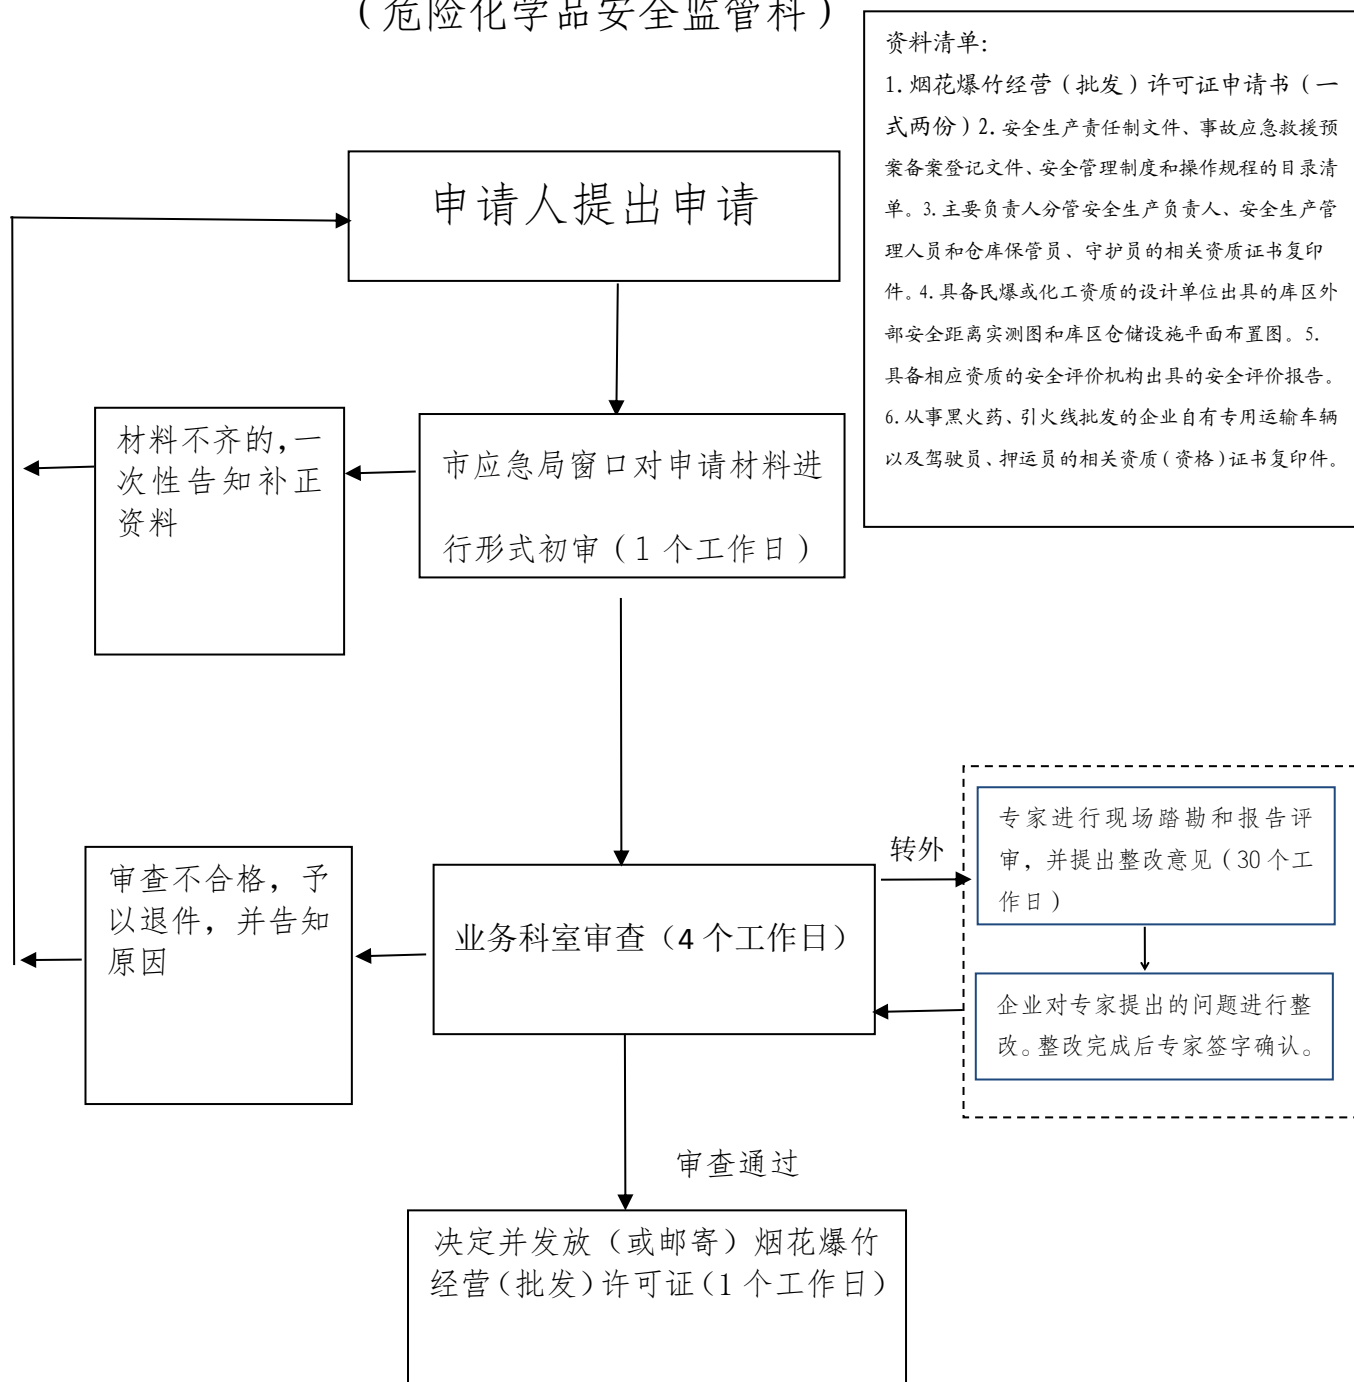 （危险化学品安全监管科）
资料清单:
1.烟花爆竹经营（批发）许可证申请书（一
式两份）2.安全生产责任制文件、事故应急救援预
案备案登记文件、安全管理制度和操作规程的目录清
单。3.主要负责人分管安全生产负责人、安全生产管
理人员和仓库保管员、守护员的相关资质证书复印
件。4.具备民爆或化工资质的设计单位出具的库区外
部安全距离实测图和库区仓储设施平面布置图。5.
具备相应资质的安全评价机构出具的安全评价报告。
6.从事黑火药、引火线批发的企业自有专用运输车辆
以及驾驶员、押运员的相关资质（资格）证书复印件。
申请人提出申请
材料不齐的，一
次性告知补正
资料
市应急局窗口对申请材料进
行形式初审（1 个工作日）
转外
专家进行现场踏勘和报告评
审，并提出整改意见（30 个工
作日）
审查不合格，予
以退件，并告知
原因
业务科室审查（4 个工作日）
企业对专家提出的问题进行整
改。整改完成后专家签字确认。
审查通过
决定并发放（或邮寄）烟花爆竹
经营（批发）许可证（1 个工作日）